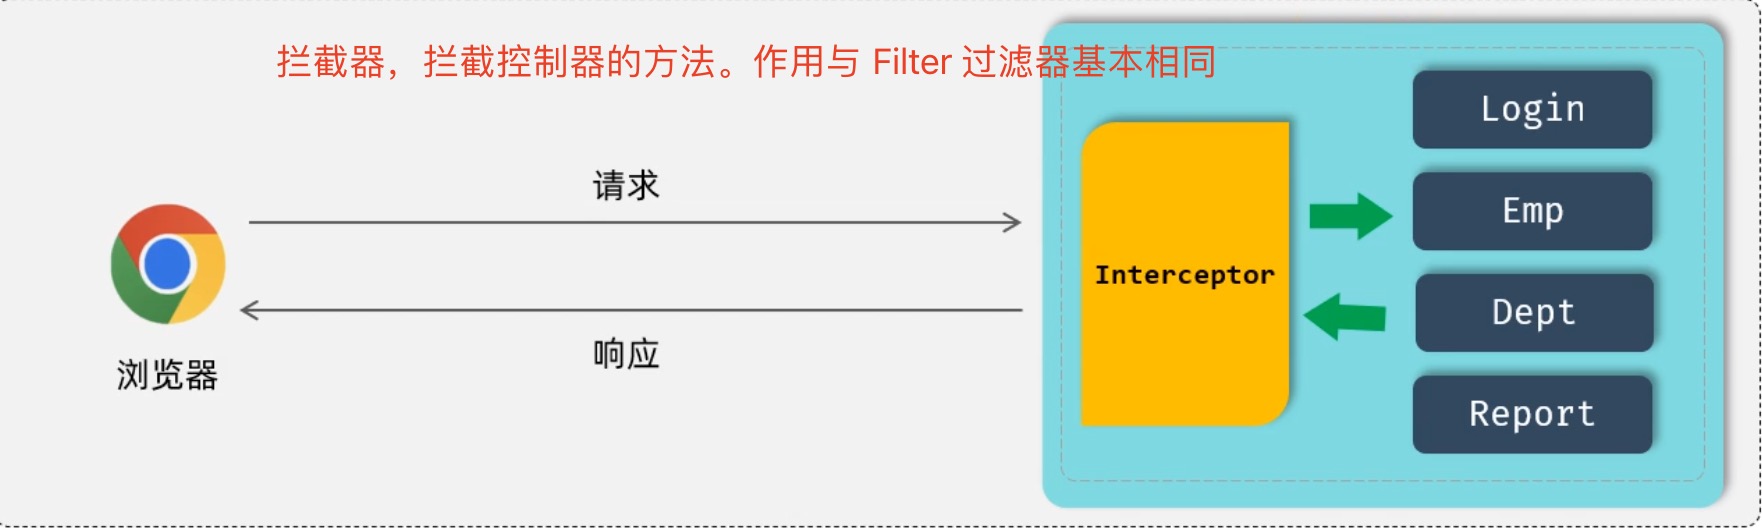 拦截器，拦截控制器的方法。作用与 Filter 过滤器基本相同
请求
响应
浏览器
Interceptor
Login
Emp
Dept
Report